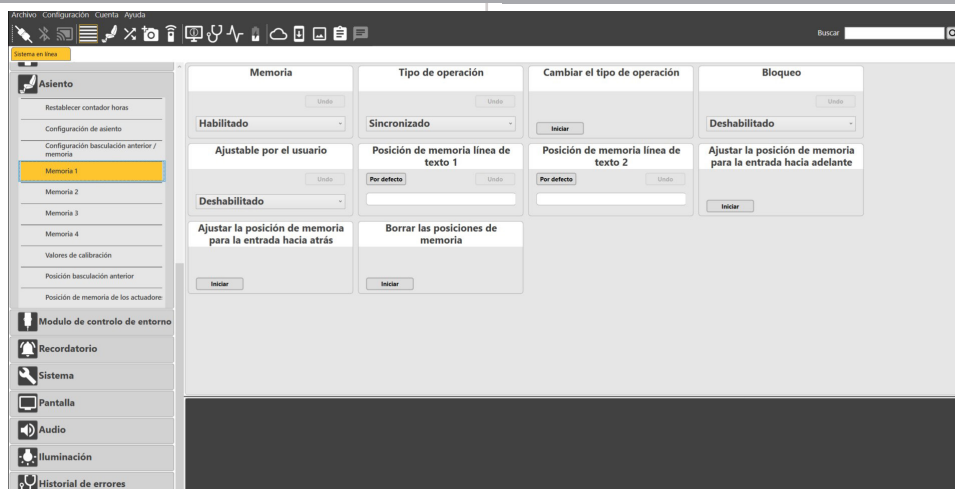 Archivo Configuración Cuenta Ayuda
Buscar
Sistema en línea
Asiento
Restablecer contador horas
Configuración de asiento
Configuración basculación anterior /
memoria
Memoria 1
Memoria 2
Memoria 3
Memoria 4
Valores de calibración
Posición basculación anterior
Posición de memoria de los actuadore
Modulo de controlo de entorno
Recordatorio
Sistema
Pantalla
Audio
Iluminación
Historial de errores
Memoria
Undo
Habilitado
Tipo de operación
Undo
Sincronizado
Cambiar el tipo de operación
Iniciar
Bloqueo
Undo
Deshabilitado
Ajustable por el usuario
Undo
Deshabilitado
Posición de memoria línea de
texto 1
Por defecto Undo
Posición de memoria línea de
texto 2
Por defecto Undo
Ajustar la posición de memoria
para la entrada hacia adelante
Iniciar
Ajustar la posición de memoria
para la entrada hacia atrás
Iniciar
Borrar las posiciones de
memoria
Iniciar